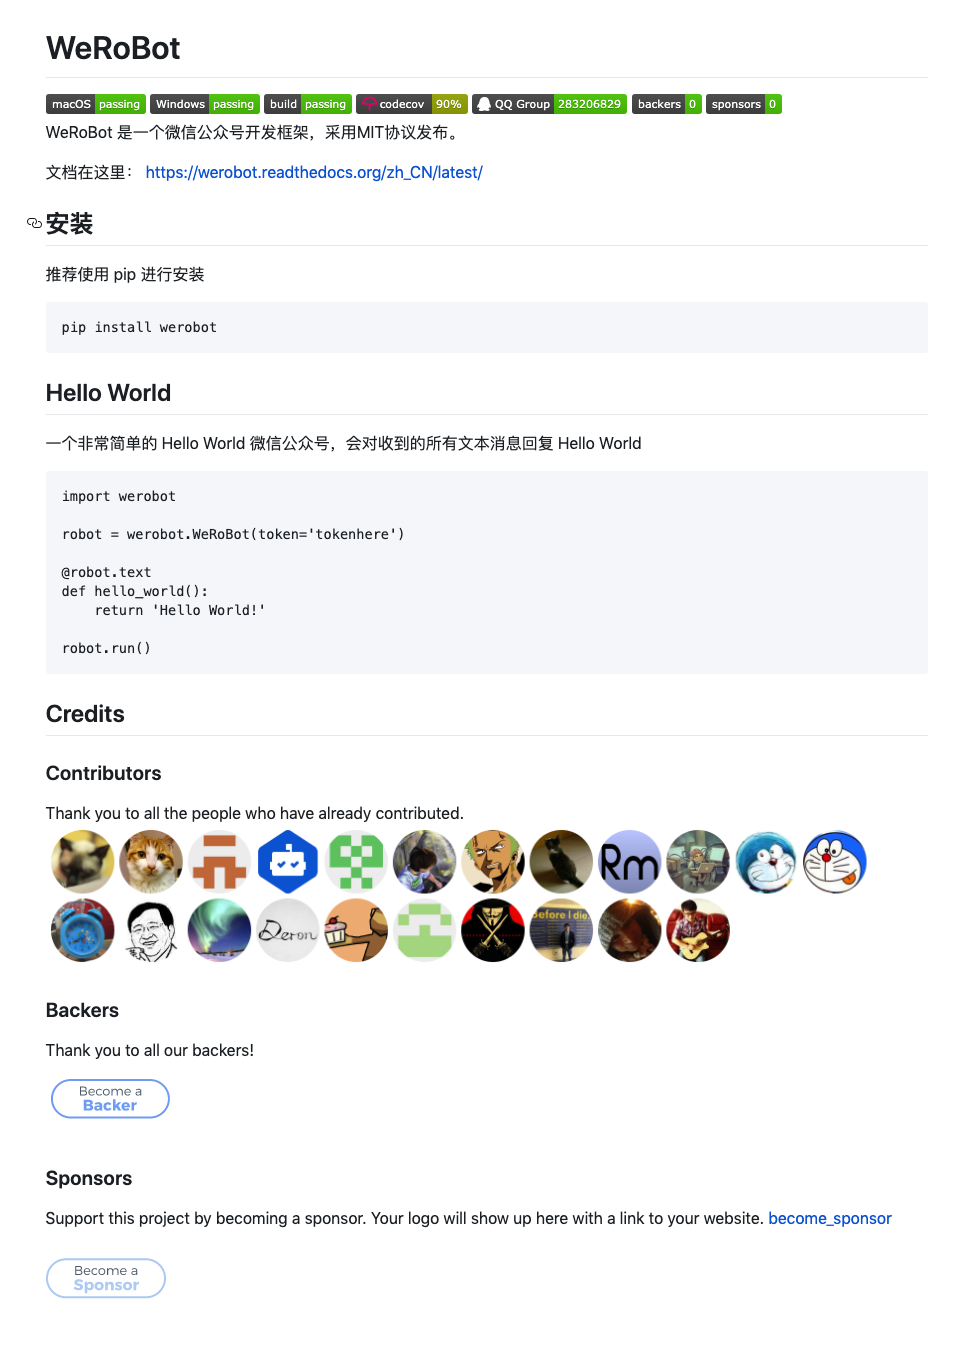 WeRoBot
macOS passing Windows passing build passing codecov 90% QQ Group 283206829 backers 0 sponsors 0
WeRoBot 是一个微信公众号开发框架，采用MIT协议发布。
文档在这里： https://werobot.readthedocs.org/zh_CN/latest/
安装
推荐使用 pip 进行安装
pip install werobot
Hello World
一个非常简单的 Hello World 微信公众号，会对收到的所有文本消息回复 Hello World
import werobot
robot = werobot.WeRoBot(token='tokenhere')
@robot.text
def hello_world():
    return 'Hello World!'
robot.run()
Credits
Contributors
Thank you to all the people who have already contributed.
Rm
Deron
Before I die
Backers
Thank you to all our backers!
Become a
Backer
Sponsors
Support this project by becoming a sponsor. Your logo will show up here with a link to your website. become_sponsor
Become a
Sponsor